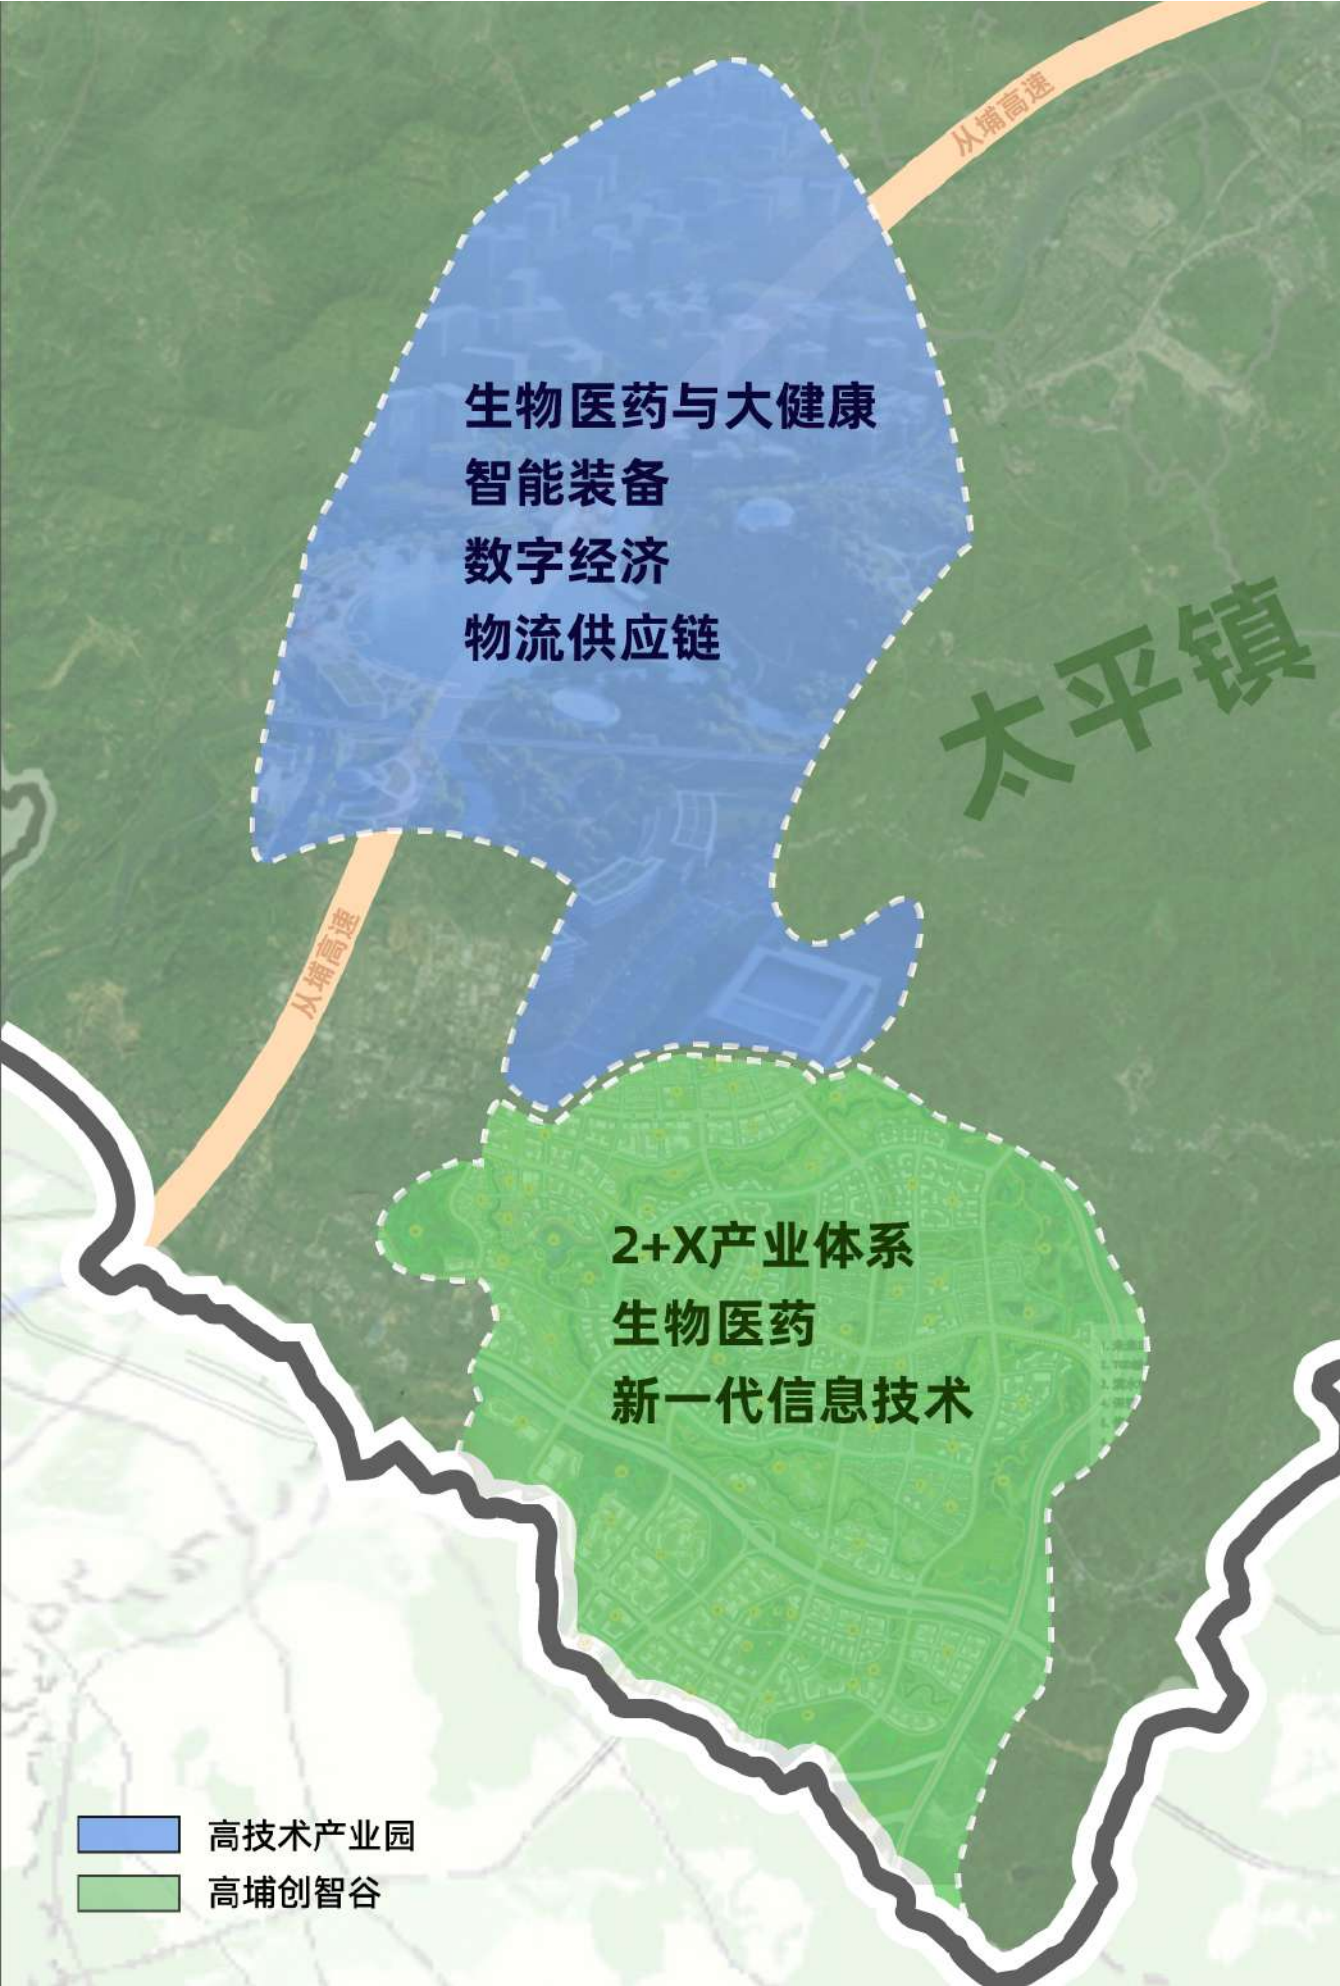 从埔高速
生物医药与大健康
智能装备
数字经济
物流供应链
太平镇
从埔高速
2+X产业体系
生物医药
新一代信息技术
高技术产业园
高埔创智谷